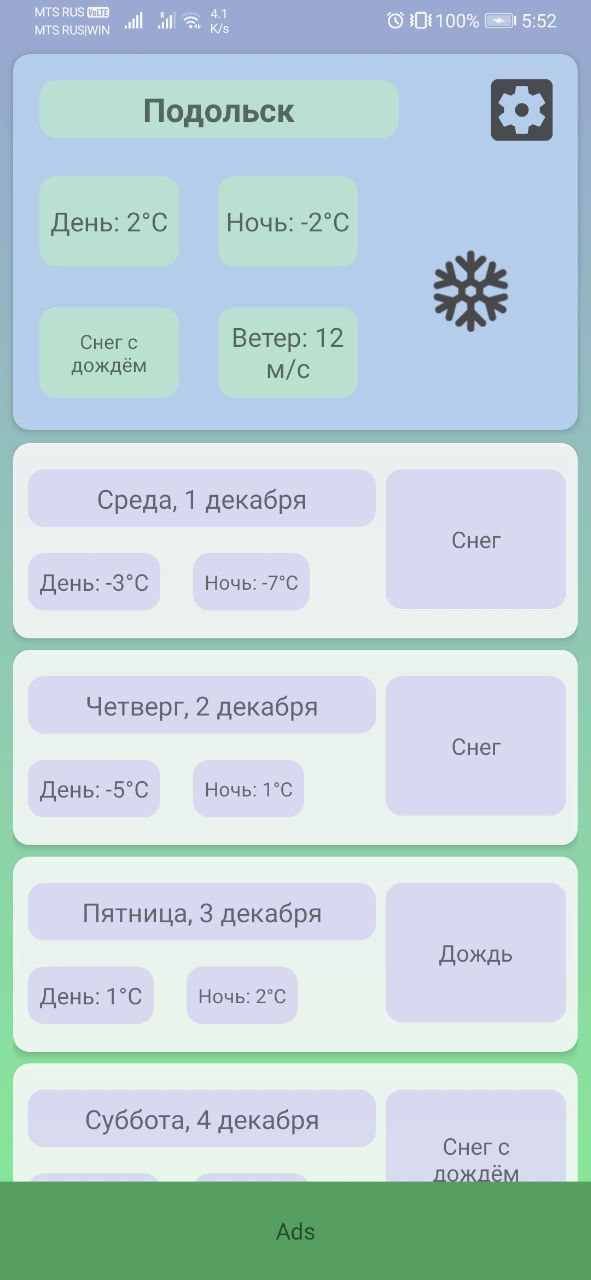 MTS RUS VoLTE
MTS RUS|WIN
4.1
K/s
100%
5:52
Подольск
День: 2°C
Ночь: -2°C
Снег с
дождём
Ветер: 12
м/с
Среда, 1 декабря
Снег
День: -3°C
Ночь: -7°C
Четверг, 2 декабря
Снег
День: -5°C
Ночь: 1°C
Пятница, 3 декабря
Дождь
День: 1°C
Ночь: 2°C
Суббота, 4 декабря
Снег с
дождём
Ads